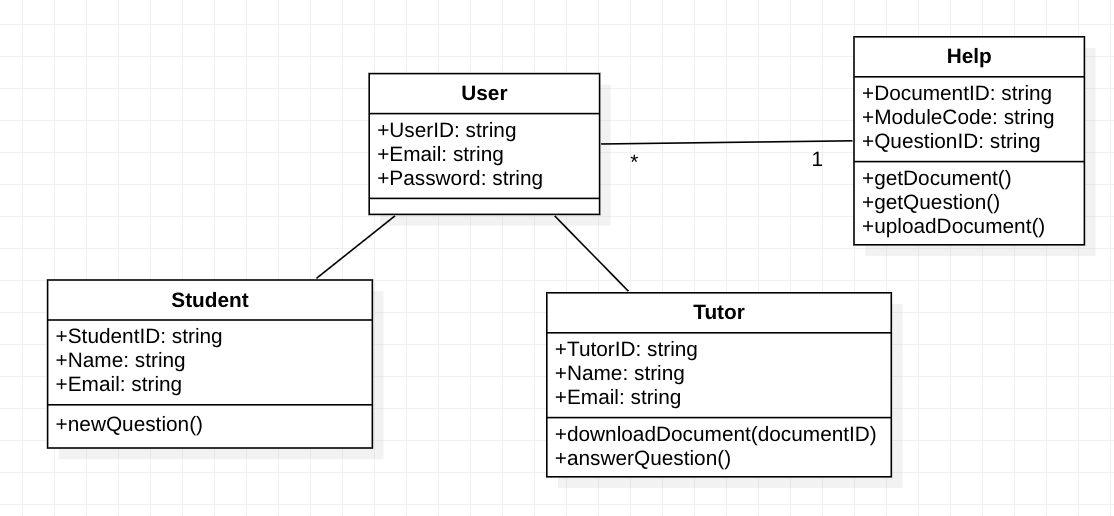 User
+UserID: string
+Email: string
+Password: string
*
1
Help
+DocumentID: string
+ModuleCode: string
+QuestionID: string
+getDocument()
+getQuestion()
+uploadDocument()
Student
+StudentID: string
+Name: string
+Email: string
+newQuestion()
Tutor
+TutorID: string
+Name: string
+Email: string
+downloadDocument(documentID)
+answerQuestion()